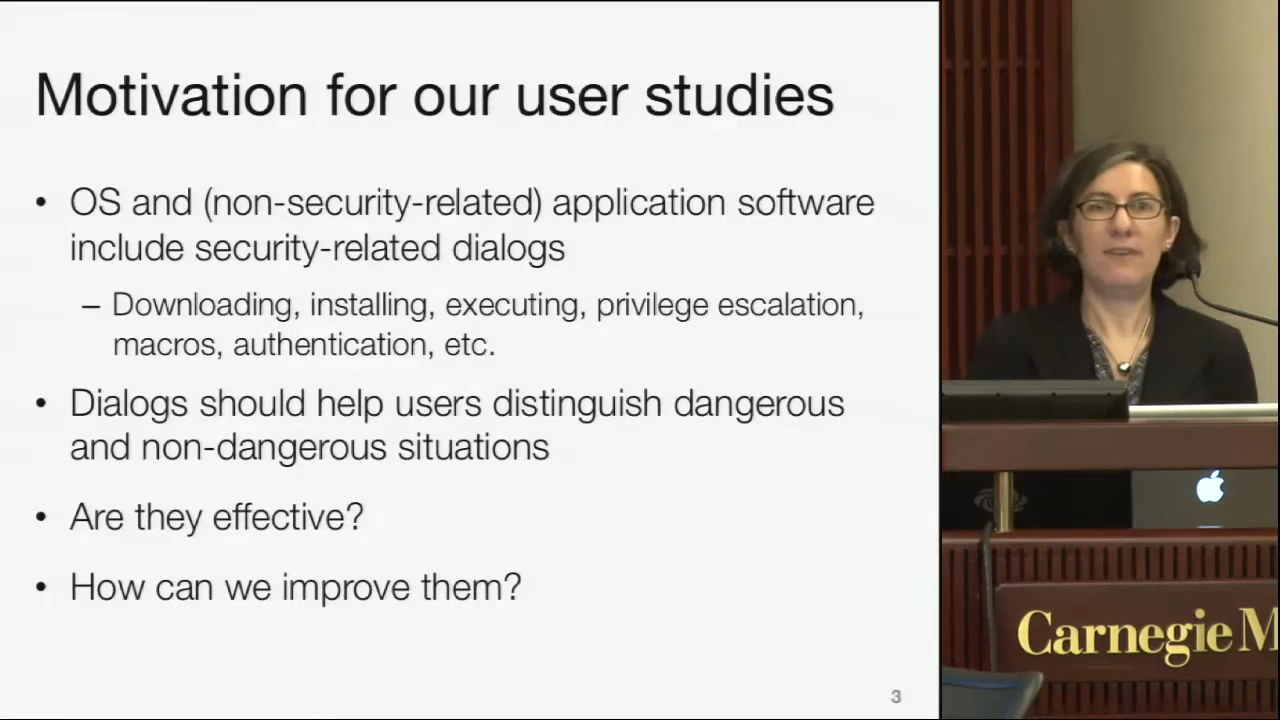 Motivation for our user studies
• OS and (non-security-related) application software
include security-related dialogs
– Downloading, installing, executing, privilege escalation,
macros, authentication, etc.
• Dialogs should help users distinguish dangerous
and non-dangerous situations
• Are they effective?
• How can we improve them?
3
Carnegie M